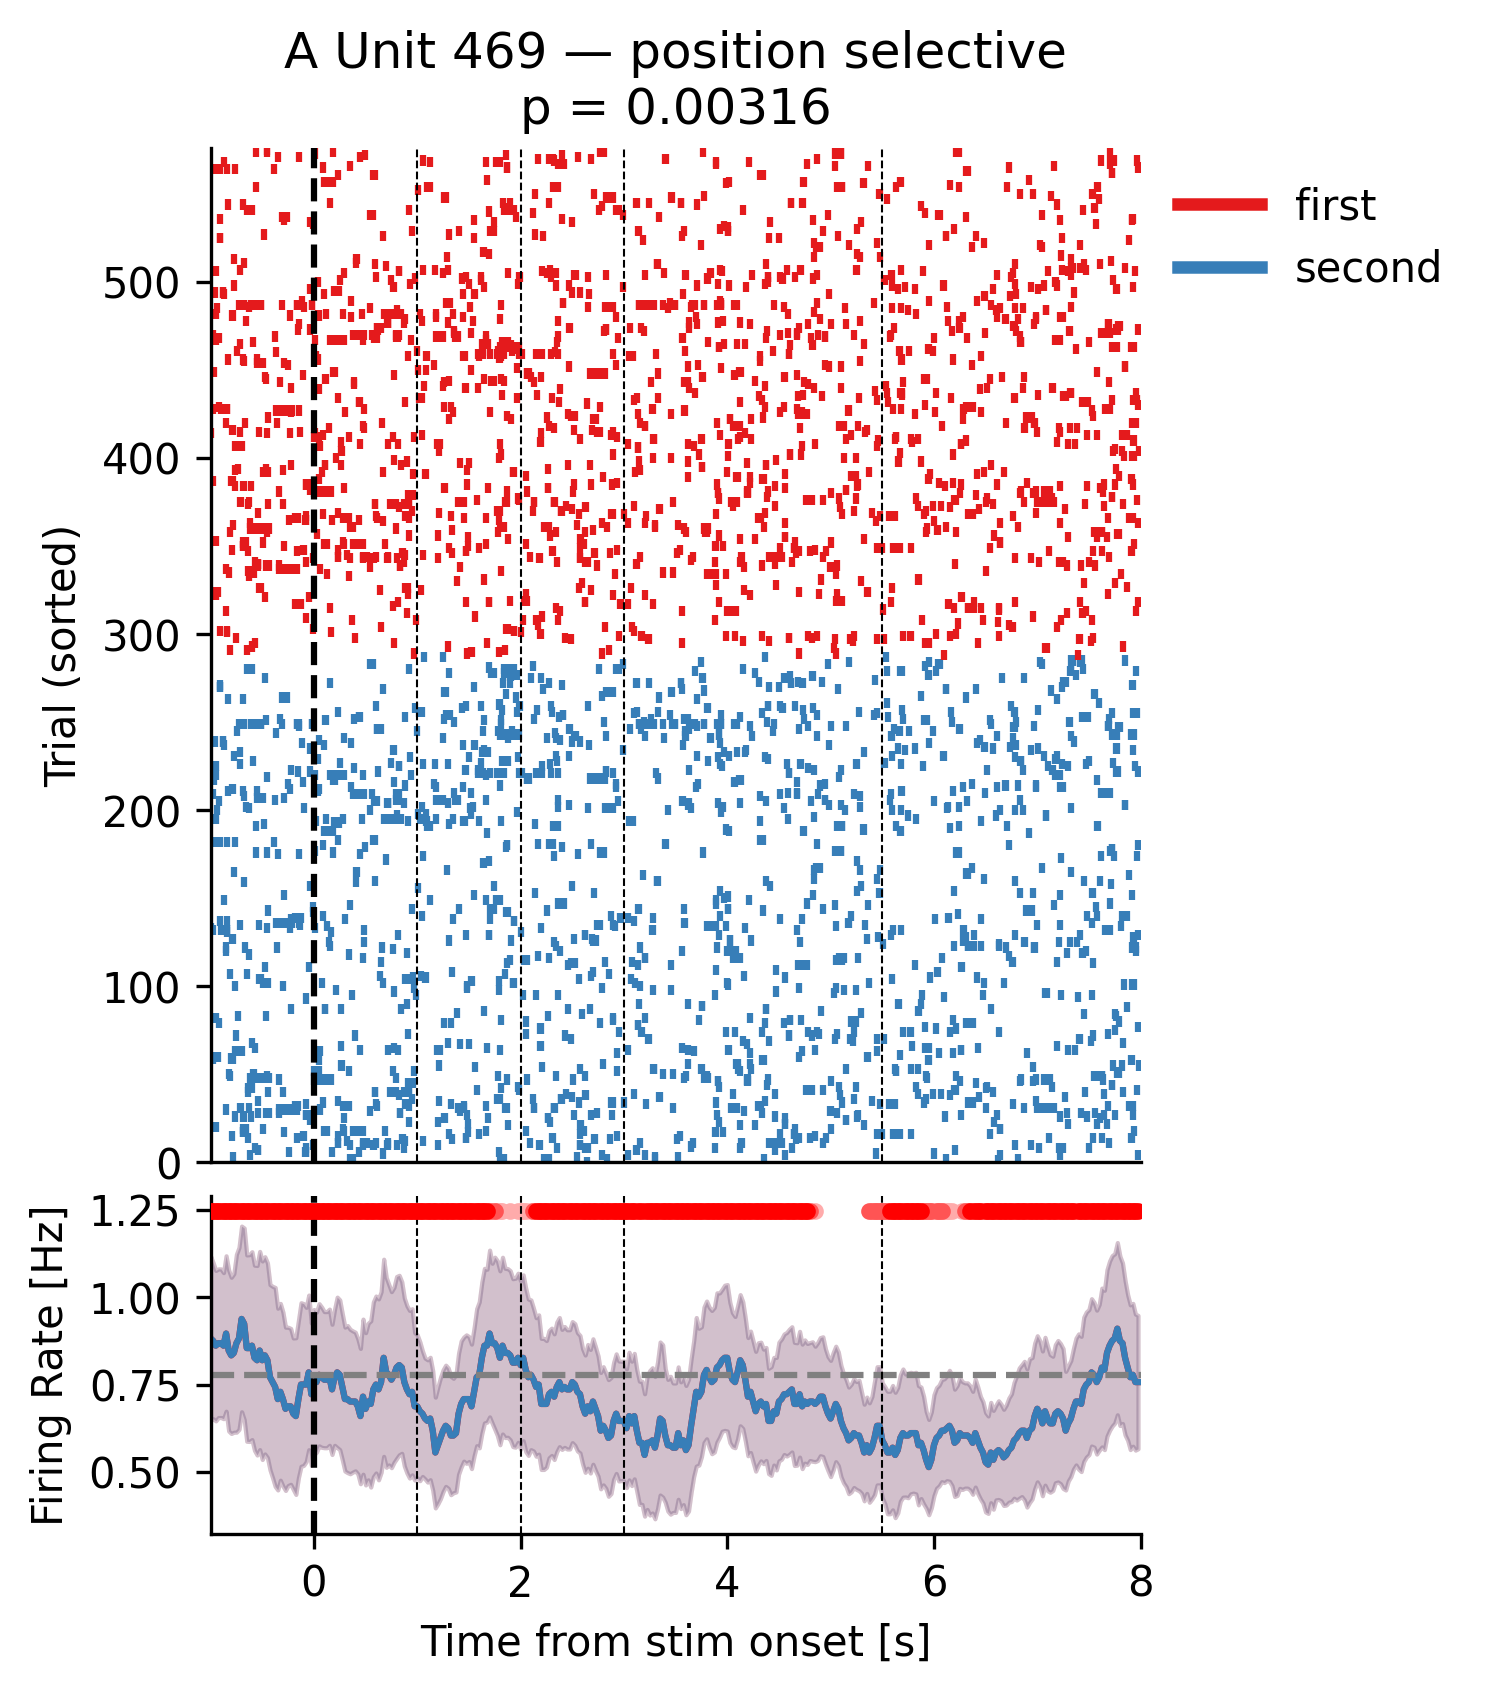 A Unit 469 — position selective
p = 0.00316
first
second
500
400
300
200
100
0
Trial (sorted)
1.25
1.00
0.75
0.50
Firing Rate [Hz]
0 2 4 6 8
Time from stim onset [s]